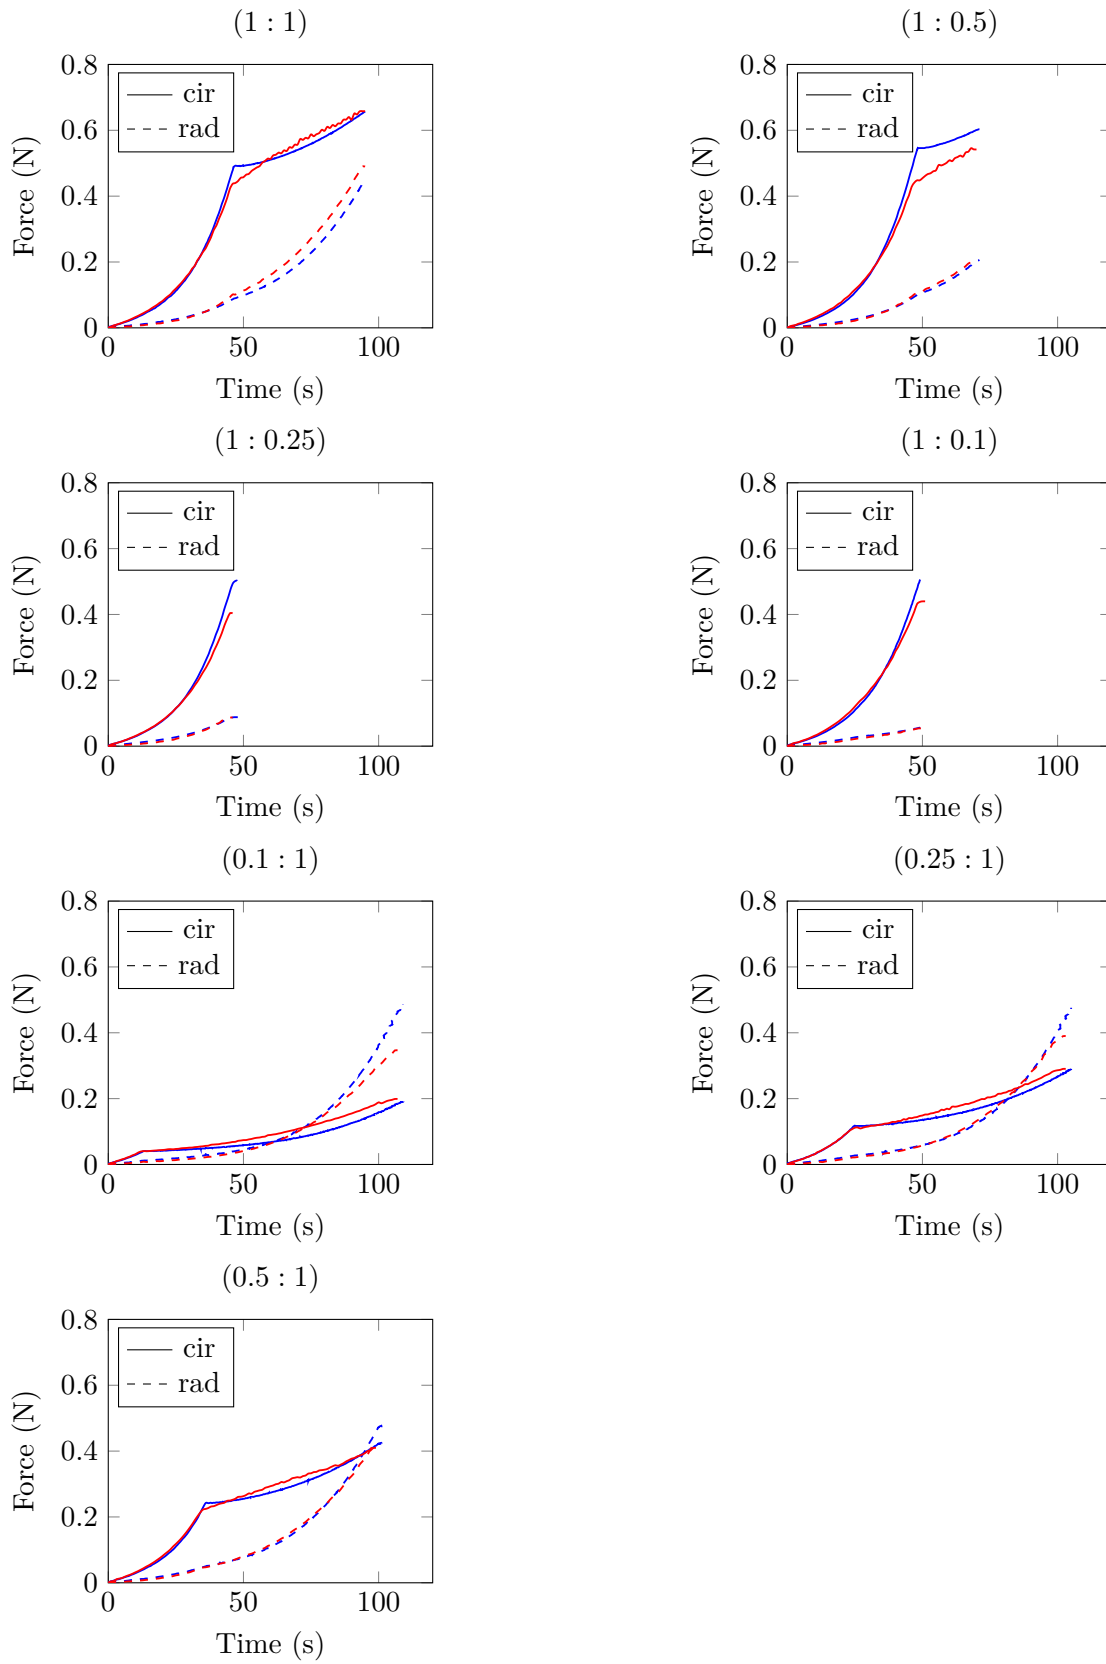 (1 : 1)
0.8
0.6
0.4
0.2
0
0
50
100
Force (N)
Time (s)
cir
rad
(1 : 0.5)
0.8
0.6
0.4
0.2
0
0
50
100
Force (N)
Time (s)
cir
rad
(1 : 0.25)
0.8
0.6
0.4
0.2
0
0
50
100
Force (N)
Time (s)
cir
rad
(1 : 0.1)
0.8
0.6
0.4
0.2
0
0
50
100
Force (N)
Time (s)
cir
rad
(0.1 : 1)
0.8
0.6
0.4
0.2
0
0
50
100
Force (N)
Time (s)
cir
rad
(0.25 : 1)
0.8
0.6
0.4
0.2
0
0
50
100
Force (N)
Time (s)
cir
rad
(0.5 : 1)
0.8
0.6
0.4
0.2
0
0
50
100
Force (N)
Time (s)
cir
rad